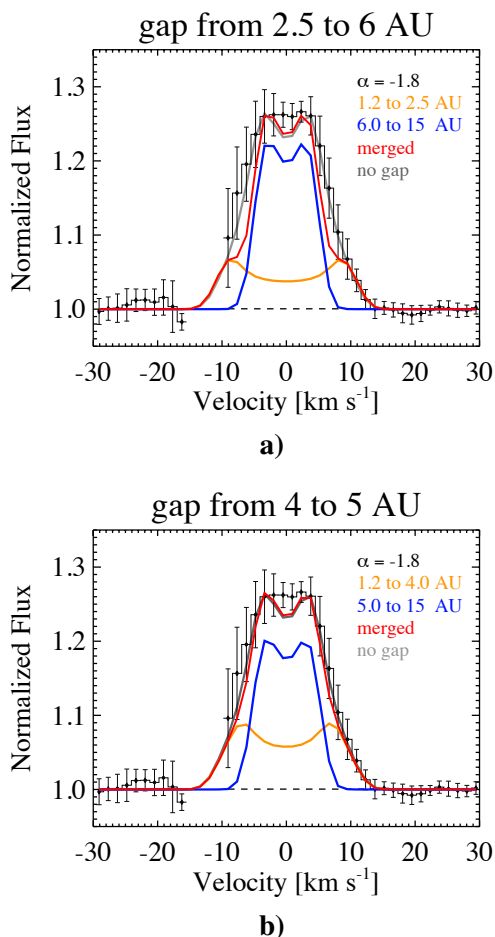 gap from 2.5 to 6 AU
1.3
1.2
1.1
1.0
Normalized Flux
α = -1.8
1.2 to 2.5 AU
6.0 to 15 AU
merged
no gap
-30 -20 -10 0 10 20 30
Velocity [km s⁻¹]
a)
gap from 4 to 5 AU
1.3
1.2
1.1
1.0
Normalized Flux
α = -1.8
1.2 to 4.0 AU
5.0 to 15 AU
merged
no gap
-30 -20 -10 0 10 20 30
Velocity [km s⁻¹]
b)